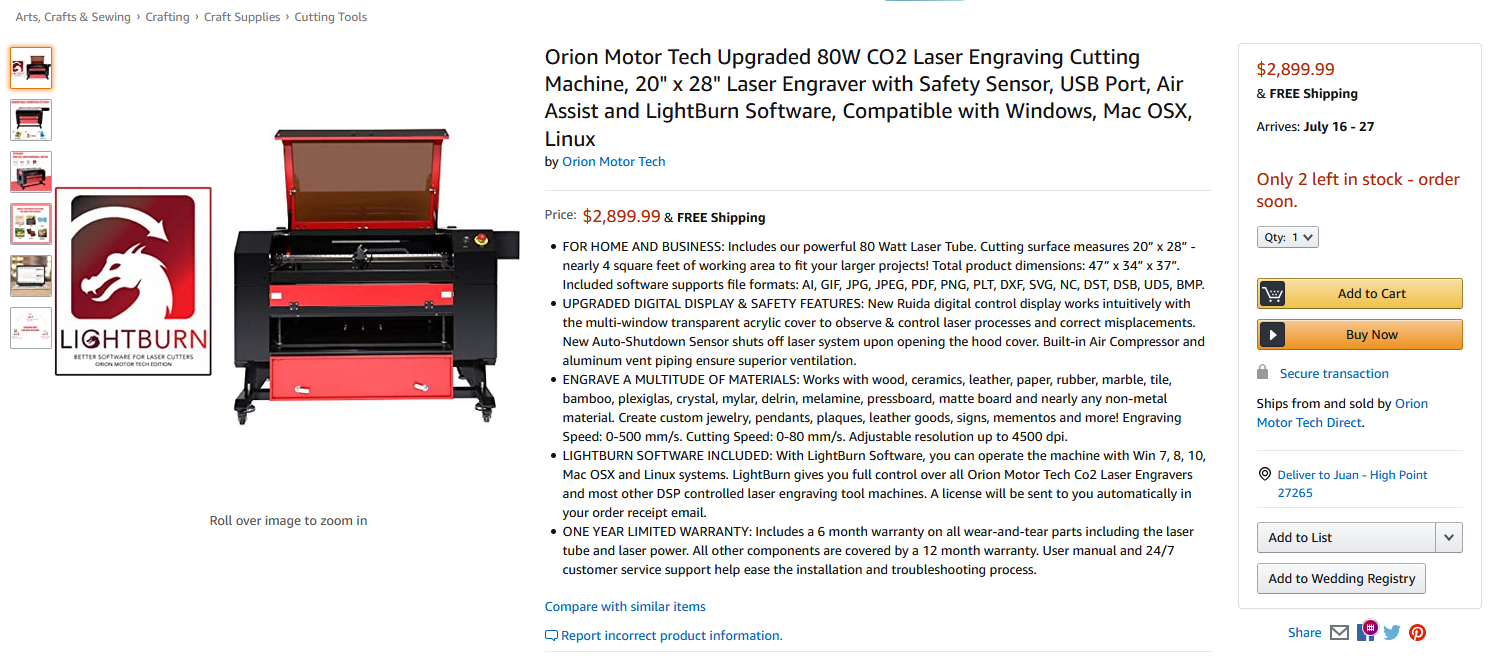 Arts, Crafts & Sewing › Crafting › Craft Supplies › Cutting Tools
Orion Motor Tech Upgraded 80W CO2 Laser Engraving Cutting
Machine, 20" x 28" Laser Engraver with Safety Sensor, USB Port, Air
Assist and LightBurn Software, Compatible with Windows, Mac OSX,
Linux
by Orion Motor Tech
Price: $2,899.99 & FREE Shipping
• FOR HOME AND BUSINESS: Includes our powerful 80 Watt Laser Tube. Cutting surface measures 20” x 28” -
nearly 4 square feet of working area to fit your larger projects! Total product dimensions: 47” x 34” x 37”.
Included software supports file formats: AI, GIF, JPG, JPEG, PDF, PNG, PLT, DXF, SVG, NC, DST, DSB, UD5, BMP.
• UPGRADED DIGITAL DISPLAY & SAFETY FEATURES: New Ruida digital control display works intuitively with
the multi-window transparent acrylic cover to observe & control laser processes and correct misplacements.
New Auto-Shutdown Sensor shuts off laser system upon opening the hood cover. Built-in Air Compressor and
aluminum vent piping ensure superior ventilation.
• ENGRAVE A MULTITUDE OF MATERIALS: Works with wood, ceramics, leather, paper, rubber, marble, tile,
bamboo, plexiglas, crystal, mylar, delrin, melamine, pressboard, matte board and nearly any non-metal
material. Create custom jewelry, pendants, plaques, leather goods, signs, mementos and more! Engraving
Speed: 0-500 mm/s. Cutting Speed: 0-80 mm/s. Adjustable resolution up to 4500 dpi.
• LIGHTBURN SOFTWARE INCLUDED: With LightBurn Software, you can operate the machine with Win 7, 8, 10,
Mac OSX and Linux systems. LightBurn gives you full control over all Orion Motor Tech Co2 Laser Engravers
and most other DSP controlled laser engraving tool machines. A license will be sent to you automatically in
your order receipt email.
• ONE YEAR LIMITED WARRANTY: Includes a 6 month warranty on all wear-and-tear parts including the laser
tube and laser power. All other components are covered by a 12 month warranty. User manual and 24/7
customer service support help ease the installation and troubleshooting process.
Compare with similar items
Report incorrect product information.
LIGHTBURN
BETTER SOFTWARE FOR LASER CUTTERS
ORION MOTOR TECH EDITION
Roll over image to zoom in
$2,899.99
& FREE Shipping
Arrives: July 16 - 27
Only 2 left in stock - order
soon.
Qty: 1
Add to Cart
Buy Now
Secure transaction
Ships from and sold by Orion
Motor Tech Direct.
Deliver to Juan - High Point
27265
Add to List
Add to Wedding Registry
Share